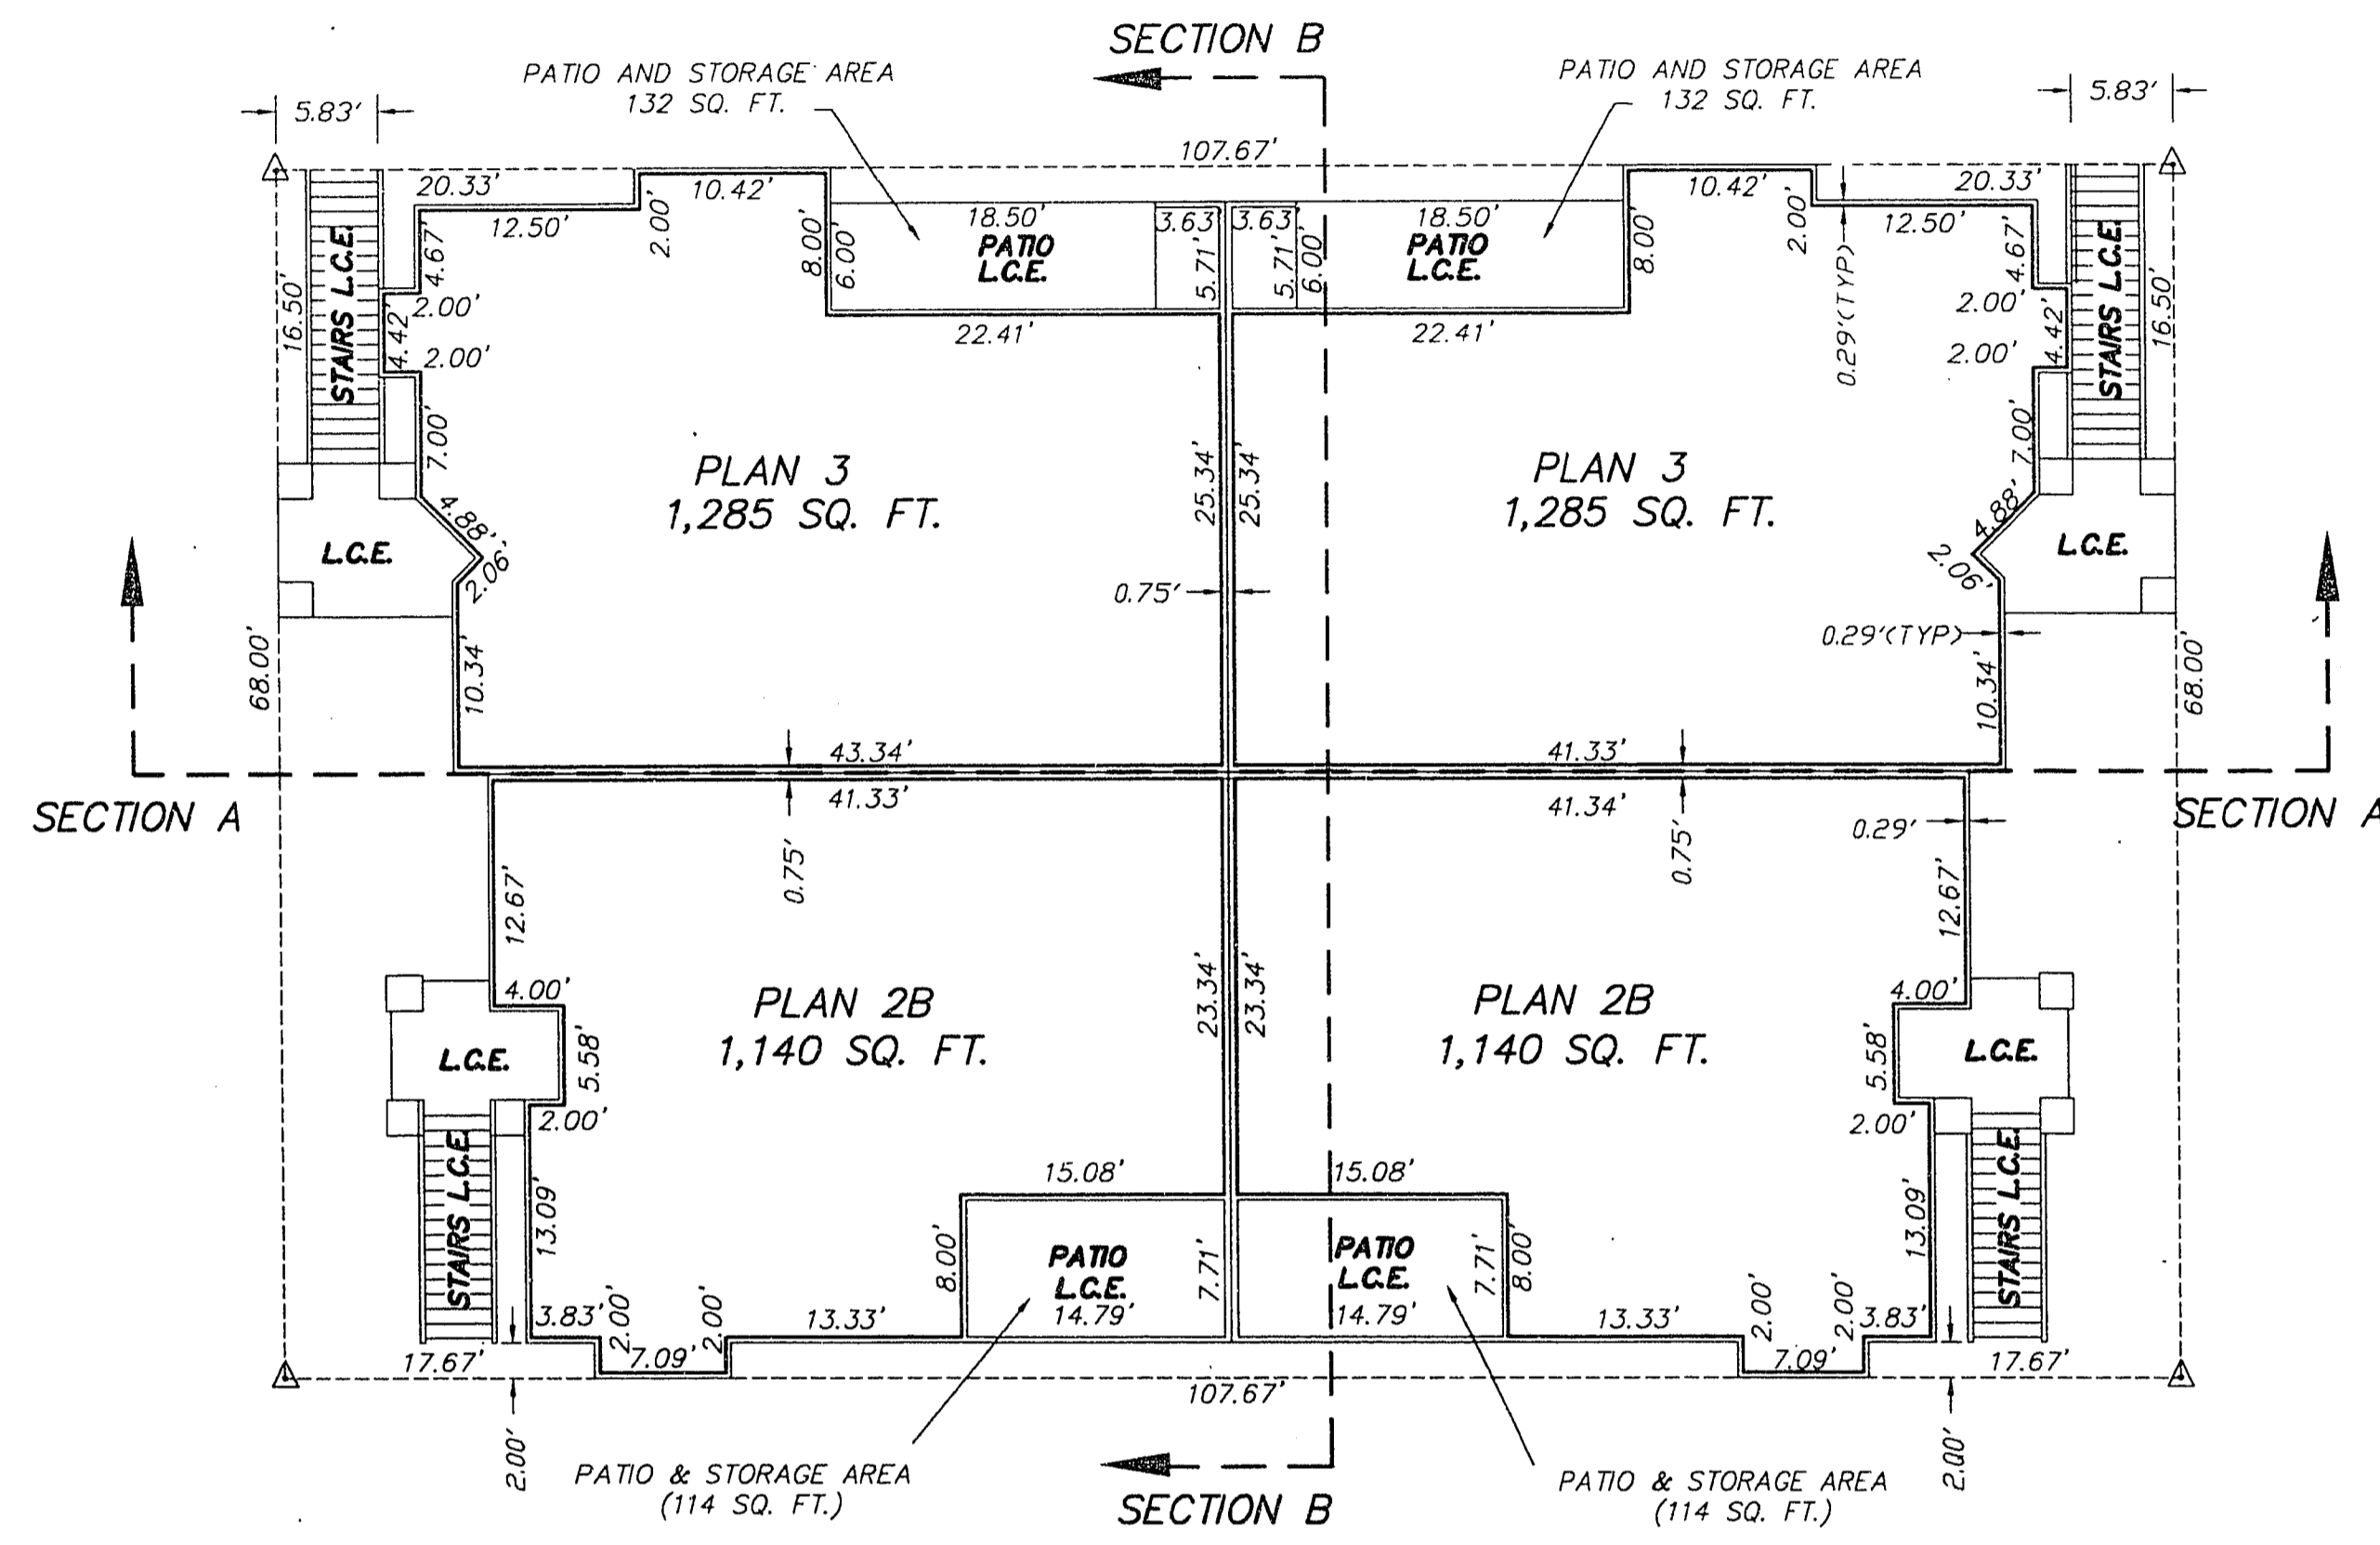 SECTION B
PATIO AND STORAGE AREA
132 SQ. FT.
PATIO AND STORAGE AREA
132 SQ. FT.
5.83'
5.83'
107.67'
20.33'
10.42'
10.42'
20.33'
12.50'
2.00'
8.00'
6.00'
18.50'
PATIO
L.C.E.
3.63'
5.71'
3.63'
5.71'
6.00'
18.50'
PATIO
L.C.E.
8.00'
2.00'
12.50'
0.29'(TYP)
16.50'
STAIRS L.C.E.
4.67'
2.00'
4.42'
2.00'
7.00'
4.67'
2.00'
4.42'
2.00'
7.00'
STAIRS L.C.E.
16.50'
22.41'
22.41'
PLAN 3
1,285 SQ. FT.
25.34'
25.34'
PLAN 3
1,285 SQ. FT.
4.88'
2.06'
L.C.E.
4.88'
2.06'
L.C.E.
0.75'
0.29'(TYP)
68.00'
10.34'
10.34'
68.00'
43.34'
41.33'
SECTION A
41.33'
41.34'
SECTION A
0.75'
0.75'
0.29'
12.67'
12.67'
4.00'
4.00'
PLAN 2B
1,140 SQ. FT.
23.34'
23.34'
PLAN 2B
1,140 SQ. FT.
L.C.E.
5.58'
2.00'
5.58'
2.00'
L.C.E.
STAIRS L.C.E.
13.09'
15.08'
15.08'
13.09'
STAIRS L.C.E.
8.00'
PATIO
L.C.E.
14.79'
7.71'
PATIO
L.C.E.
14.79'
7.71'
8.00'
3.83'
2.00'
2.00'
13.33'
13.33'
2.00'
2.00'
3.83'
17.67'
7.09'
7.09'
17.67'
107.67'
2.00'
2.00'
PATIO & STORAGE AREA
(114 SQ. FT.)
PATIO & STORAGE AREA
(114 SQ. FT.)
SECTION B